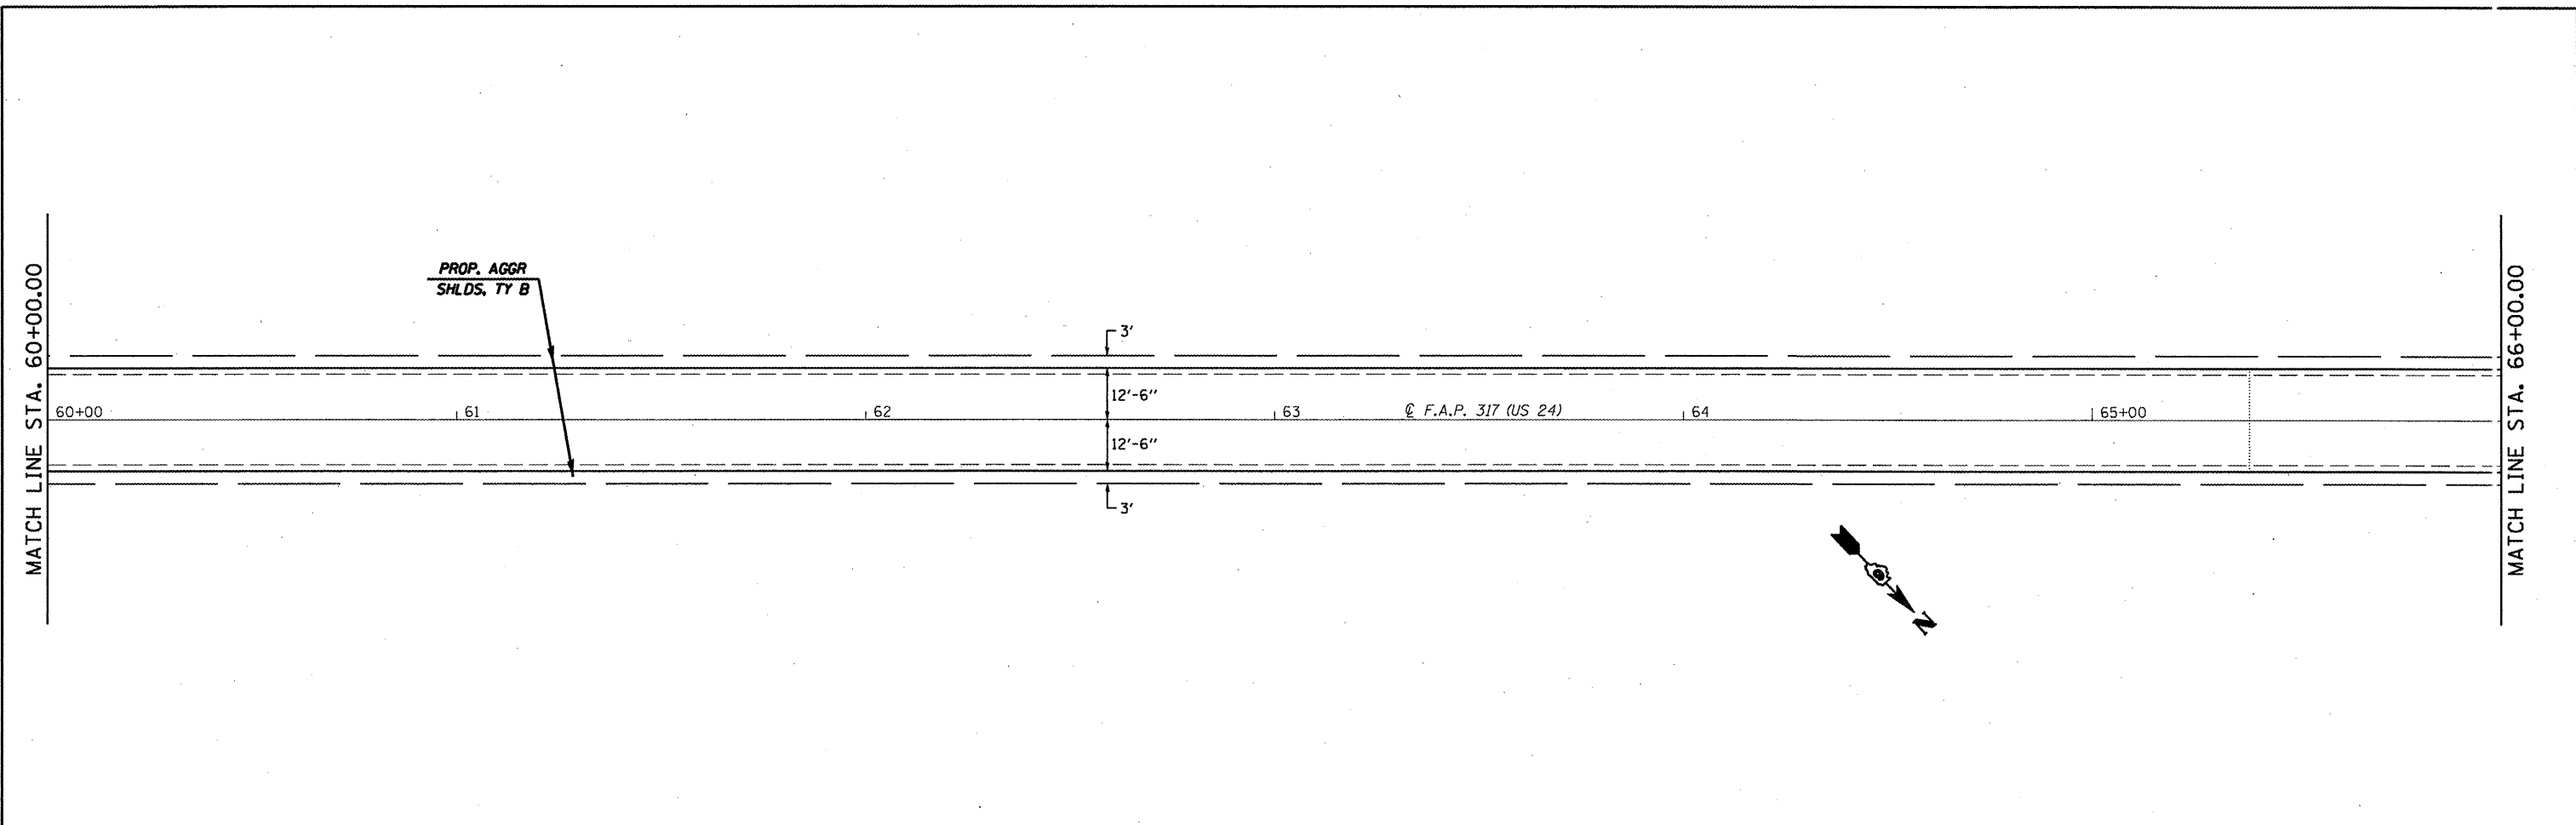 PROP. AGGR
SHLDS, TY B
MATCH LINE STA. 60+00.00
3'
12'-6"
60+00
61
62
63
℄ F.A.P. 317 (US 24)
64
65+00
12'-6"
3'
MATCH LINE STA. 66+00.00
N